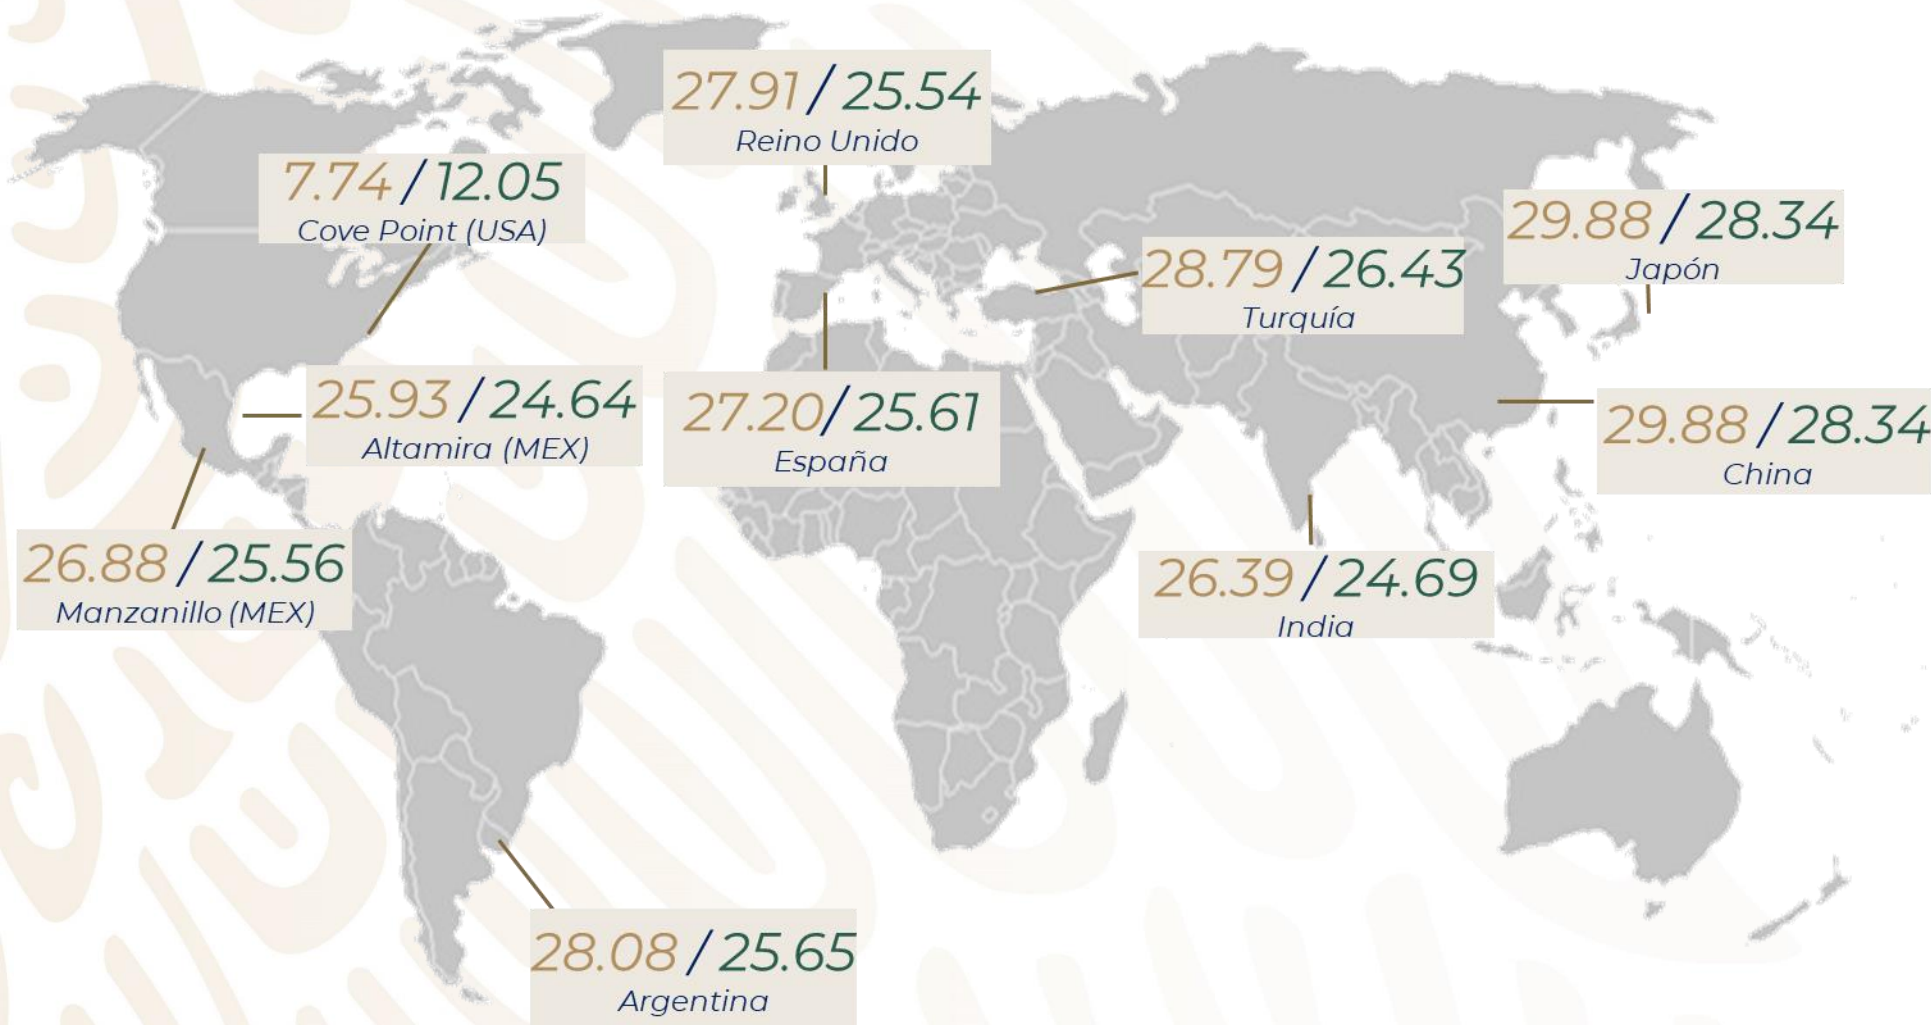 27.91 / 25.54
Reino Unido
7.74 / 12.05
Cove Point (USA)
29.88 / 28.34
Japón
28.79 / 26.43
Turquía
25.93 / 24.64
Altamira (MEX)
27.20/ 25.61
España
29.88 / 28.34
China
26.88 / 25.56
Manzanillo (MEX)
26.39 / 24.69
India
28.08 / 25.65
Argentina